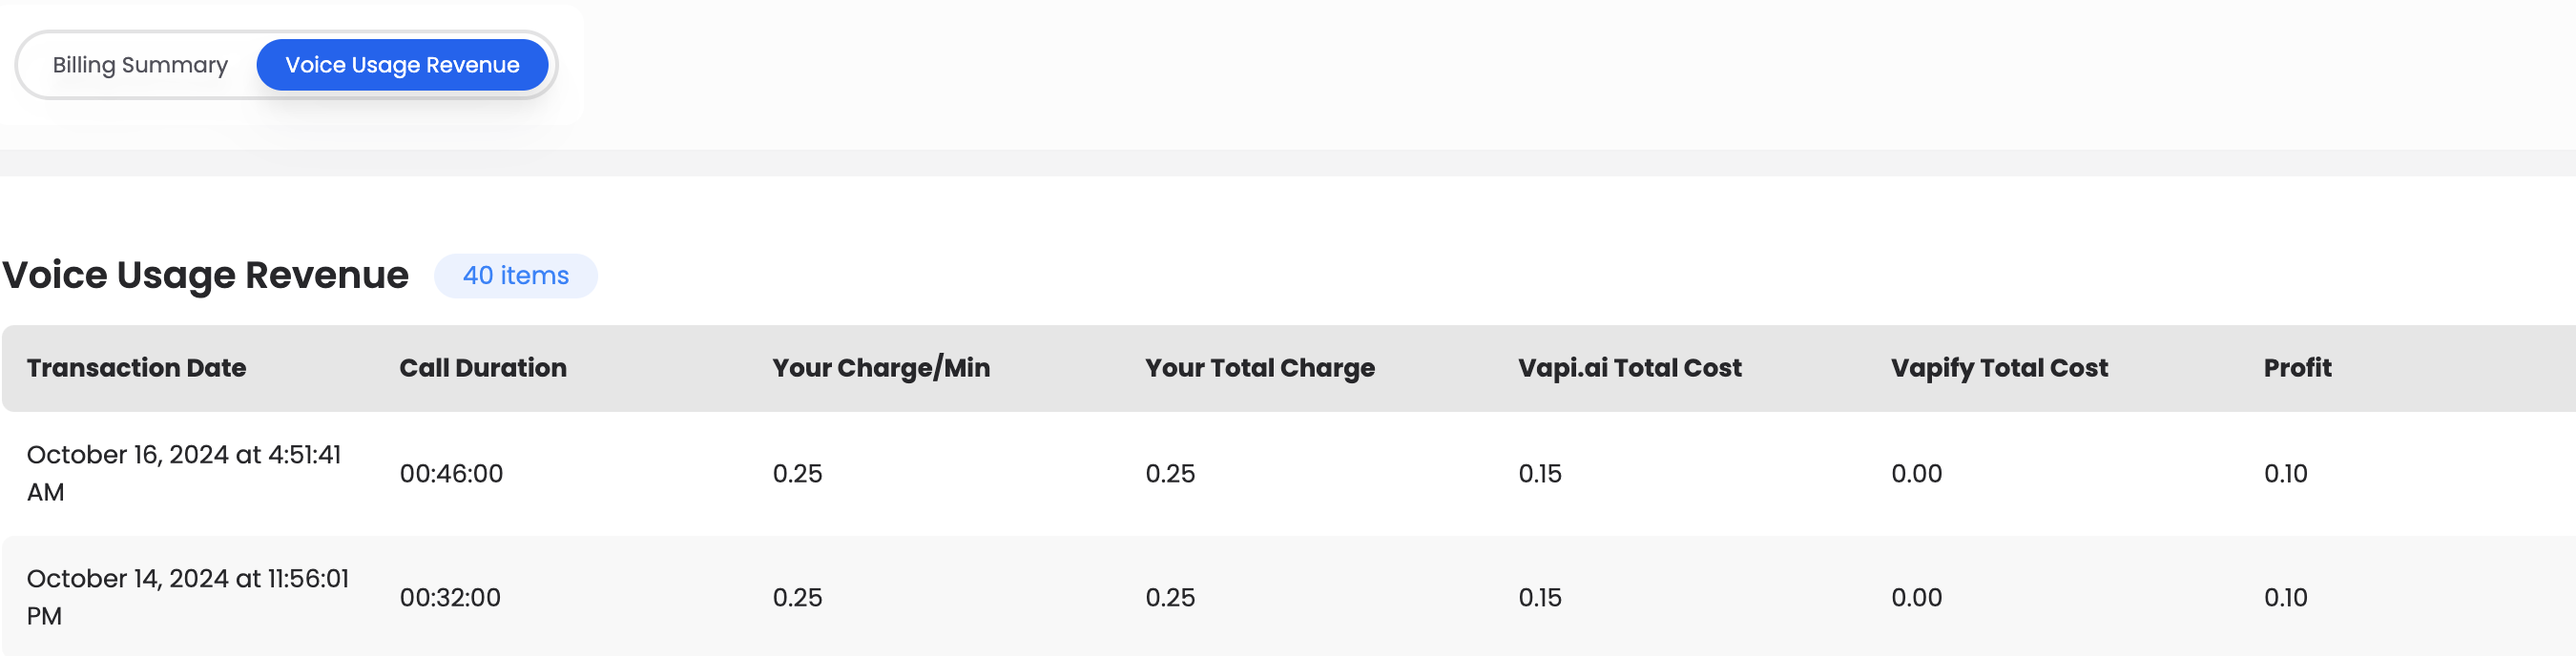 Billing Summary
Voice Usage Revenue
Voice Usage Revenue
40 items
Transaction Date Call Duration Your Charge/Min Your Total Charge Vapi.ai Total Cost Vapify Total Cost Profit
October 16, 2024 at 4:51:41
AM
00:46:00 0.25 0.25 0.15 0.00 0.10
October 14, 2024 at 11:56:01
PM
00:32:00 0.25 0.25 0.15 0.00 0.10